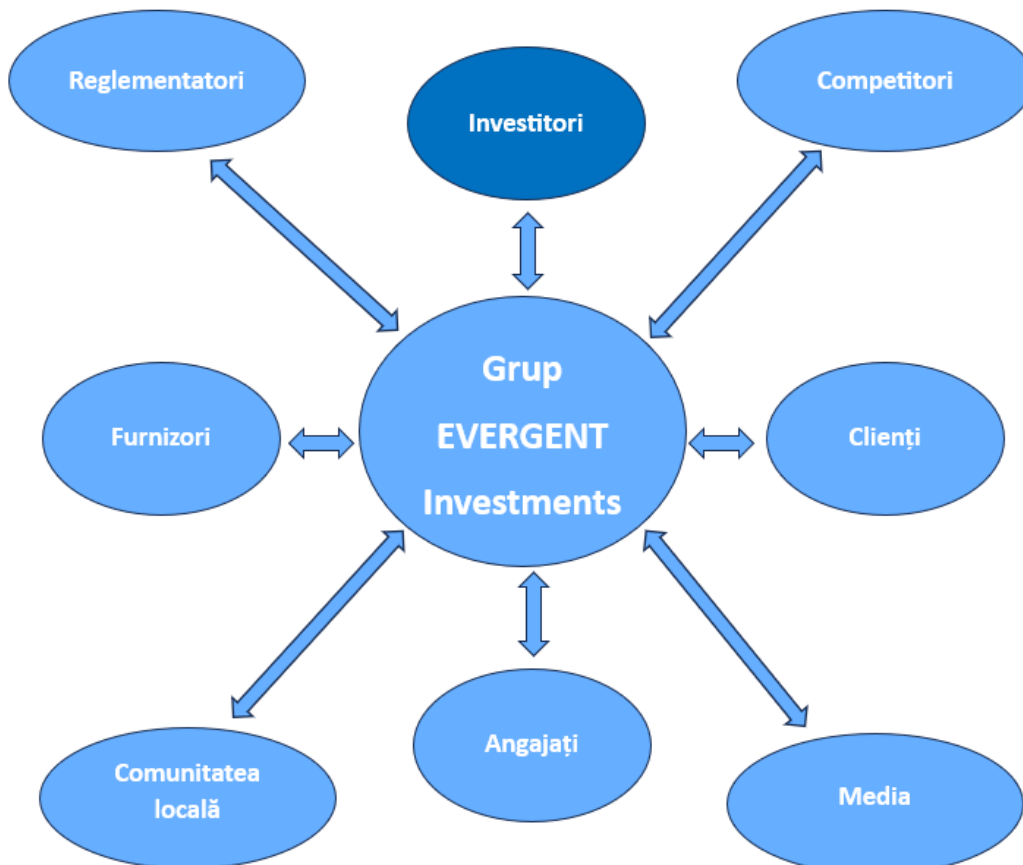 Reglementatori
Investitori
Competitori
Grup
EVERGENT
Investments
Furnizori
Clienți
Comunitatea
locală
Angajați
Media